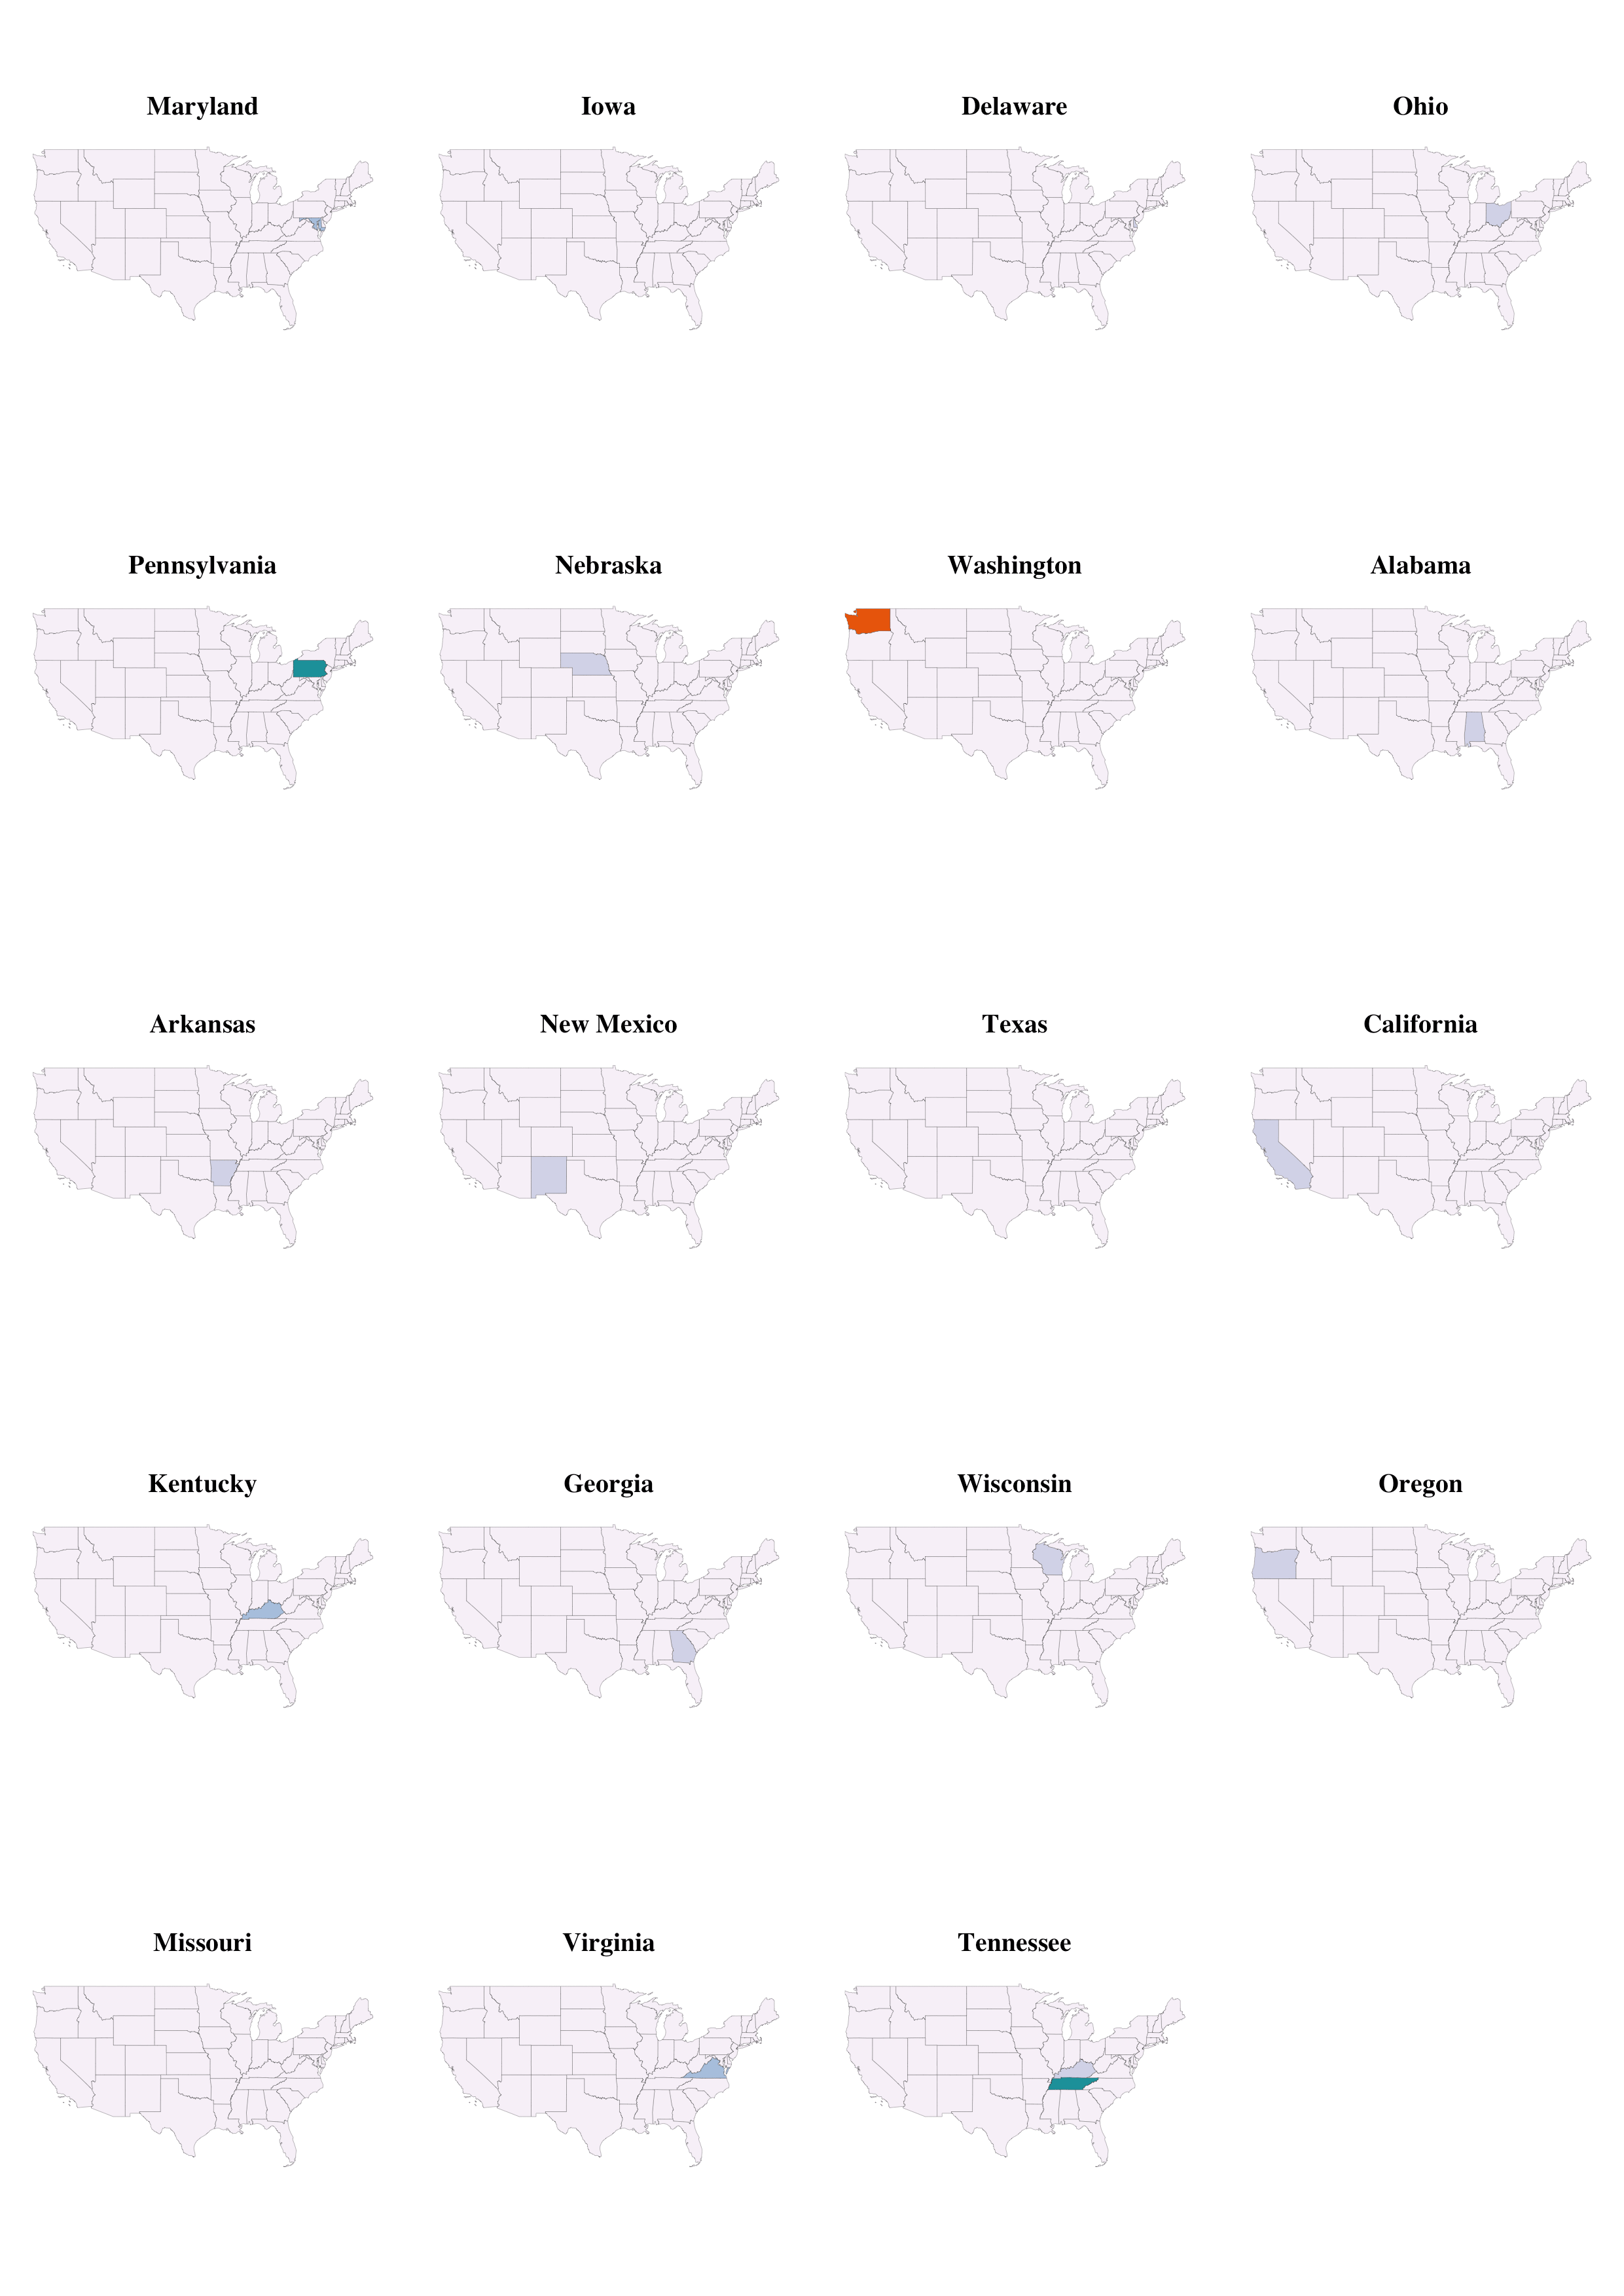 Maryland
Iowa
Delaware
Ohio
Pennsylvania
Nebraska
Washington
Alabama
Arkansas
New Mexico
Texas
California
Kentucky
Georgia
Wisconsin
Oregon
Missouri
Virginia
Tennessee